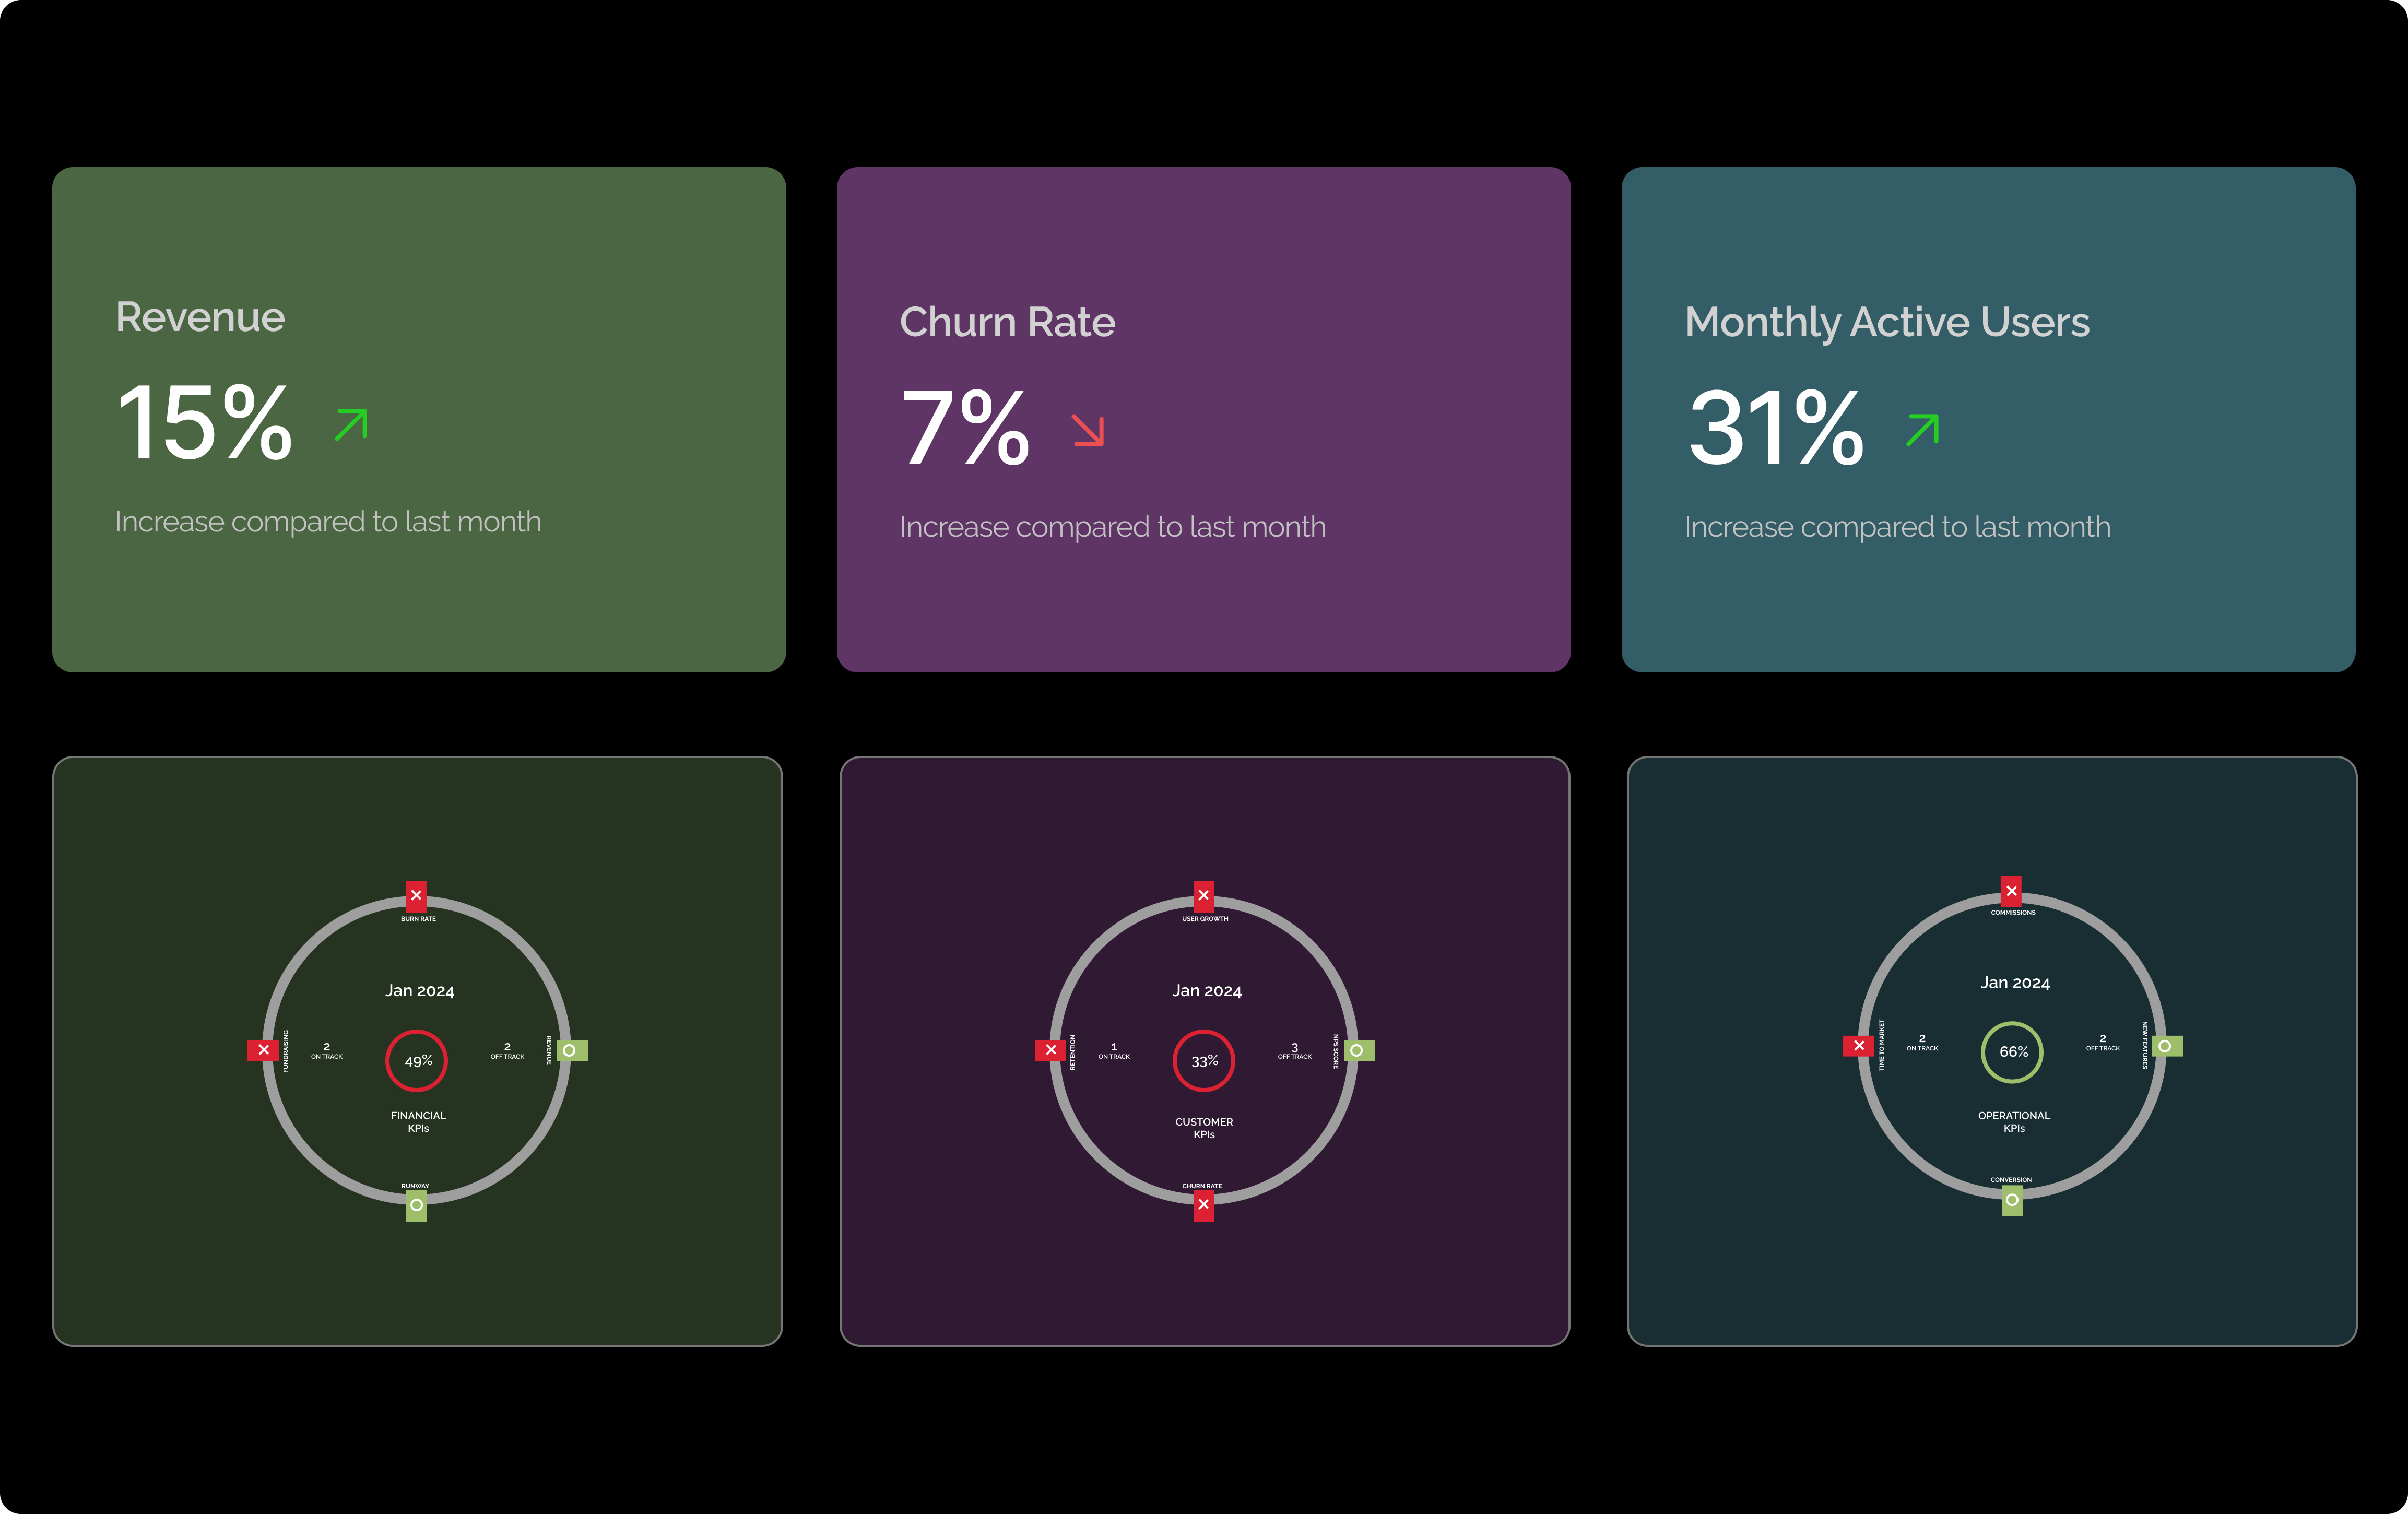 Revenue
15%
Increase compared to last month
Churn Rate
7%
Increase compared to last month
Monthly Active Users
31%
Increase compared to last month
BURN RATE
Jan 2024
FUNDRAISING
2
ON TRACK
49%
2
OFF TRACK
REVENUE
FINANCIAL
KPIs
RUNWAY
USER GROWTH
Jan 2024
RETENTION
1
ON TRACK
33%
3
OFF TRACK
NPS SCORE
CUSTOMER
KPIs
CHURN RATE
COMMISSIONS
Jan 2024
TIME TO MARKET
2
ON TRACK
66%
2
OFF TRACK
NEW FEATURES
OPERATIONAL
KPIs
CONVERSION